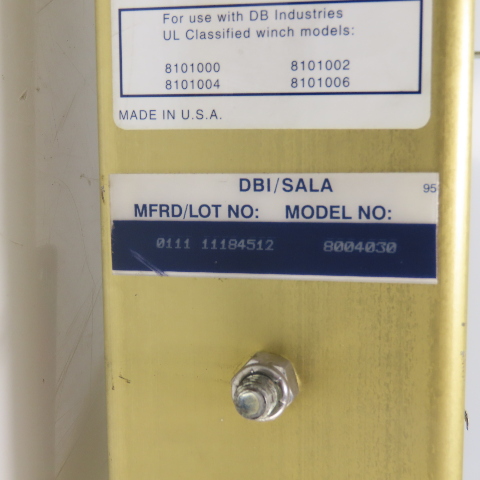 For use with DB Industries
UL Classified winch models:
8101000 8101002
8101004 8101006
MADE IN U.S.A.
DBI/SALA
MFRD/LOT NO: MODEL NO:
0111 11184512 8004030